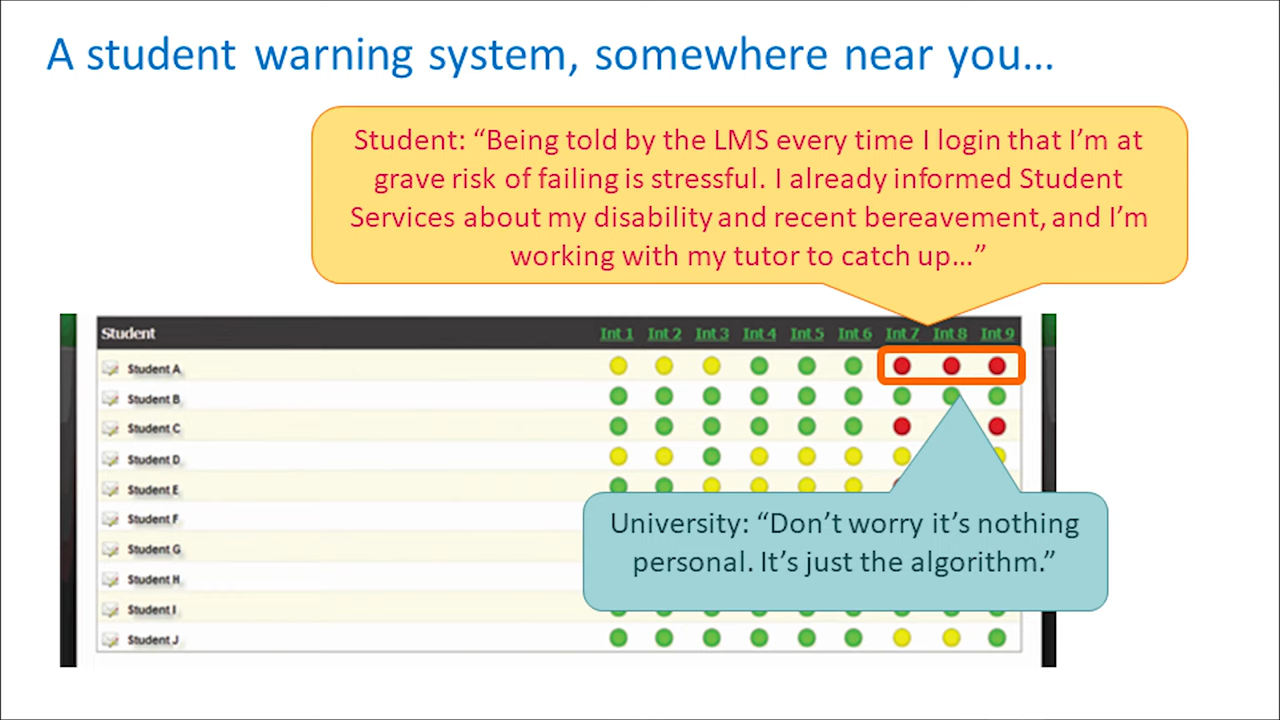 A student warning system, somewhere near you…
Student: “Being told by the LMS every time I login that I’m at
grave risk of failing is stressful. I already informed Student
Services about my disability and recent bereavement, and I’m
working with my tutor to catch up…”
Student Int 1 Int 2 Int 3 Int 4 Int 5 Int 6 Int 7 Int 8 Int 9
Student A
Student B
Student C
Student D
Student E
Student F
Student G
Student H
Student I
Student J
University: “Don’t worry it’s nothing
personal. It’s just the algorithm.”